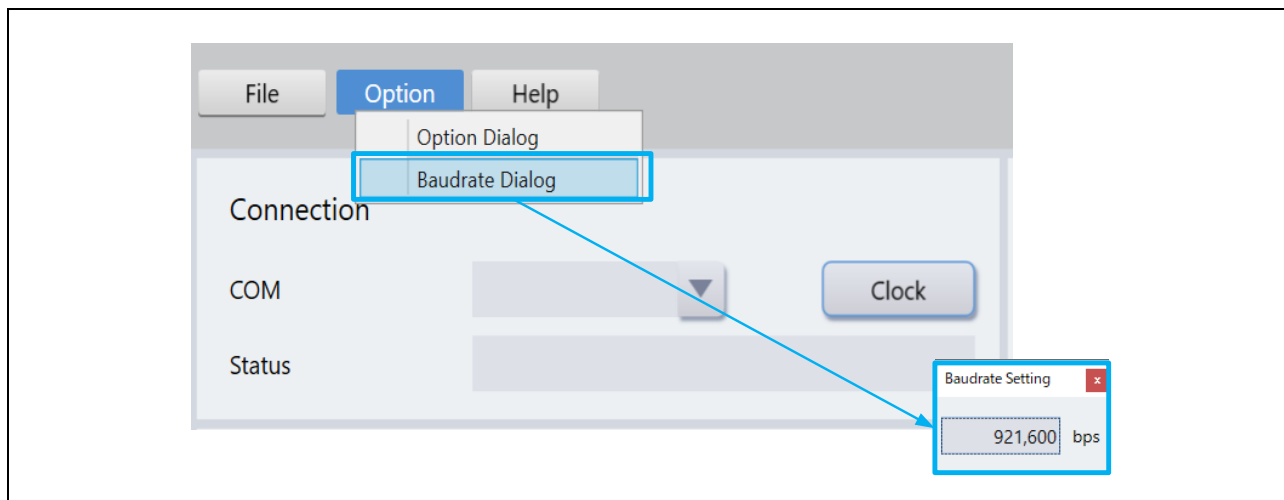 File Option Help
Option Dialog
Baudrate Dialog
Connection
COM Clock
Status
Baudrate Setting x
921,600 bps